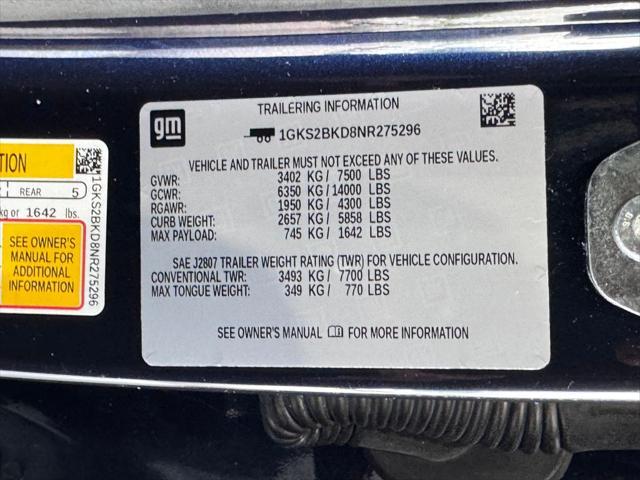 TION
REAR 5
kg or 1642 lbs.
SEE OWNER'S
MANUAL FOR
ADDITIONAL
INFORMATION
1GKS2BKD8NR275296
gm
TRAILERING INFORMATION
1GKS2BKD8NR275296
VEHICLE AND TRAILER MUST NOT EXCEED ANY OF THESE VALUES.
GVWR: 3402 KG / 7500 LBS
GCWR: 6350 KG / 14000 LBS
RGAWR: 1950 KG / 4300 LBS
CURB WEIGHT: 2657 KG / 5858 LBS
MAX PAYLOAD: 745 KG / 1642 LBS
SAE J2807 TRAILER WEIGHT RATING (TWR) FOR VEHICLE CONFIGURATION.
CONVENTIONAL TWR: 3493 KG / 7700 LBS
MAX TONGUE WEIGHT: 349 KG / 770 LBS
SEE OWNER'S MANUAL FOR MORE INFORMATION